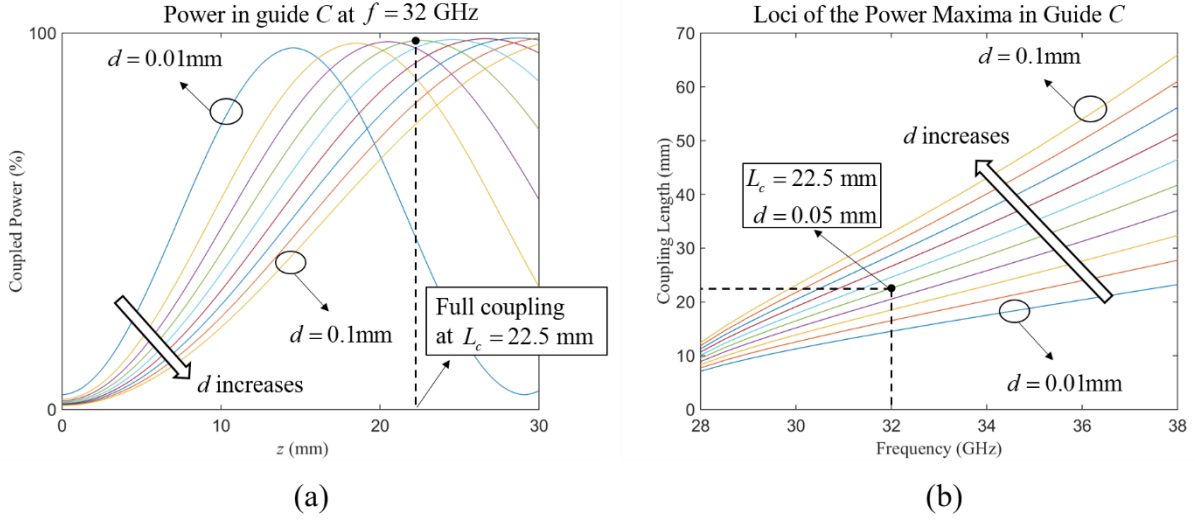 Power in guide C at f = 32 GHz
100
d = 0.01mm
Coupled Power (%)
d = 0.1mm
d increases
Full coupling
at L_c = 22.5 mm
0
0 10 20 30
z (mm)
(a)
Loci of the Power Maxima in Guide C
70
60
50
40
30
20
10
0
Coupling Length (mm)
d = 0.1mm
d increases
L_c = 22.5 mm
d = 0.05 mm
d = 0.01mm
28 30 32 34 36 38
Frequency (GHz)
(b)